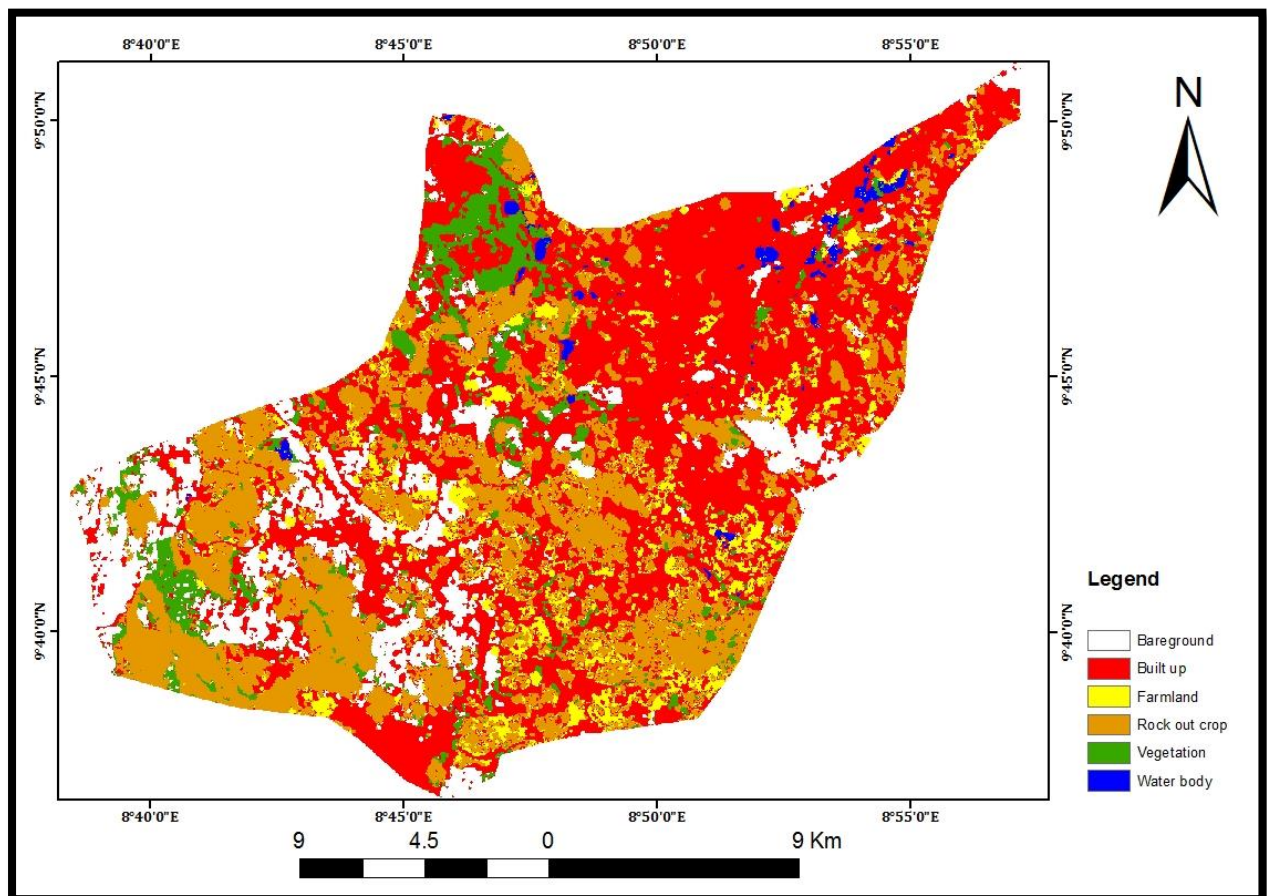 8°40'0"E 8°45'0"E 8°50'0"E 8°55'0"E
N
9°50'0"N 9°50'0"N
9°45'0"N 9°45'0"N
9°40'0"N 9°40'0"N
Legend
Bareground
Built up
Farmland
Rock out crop
Vegetation
Water body
8°40'0"E 8°45'0"E 8°50'0"E 8°55'0"E
9 4.5 0 9 Km